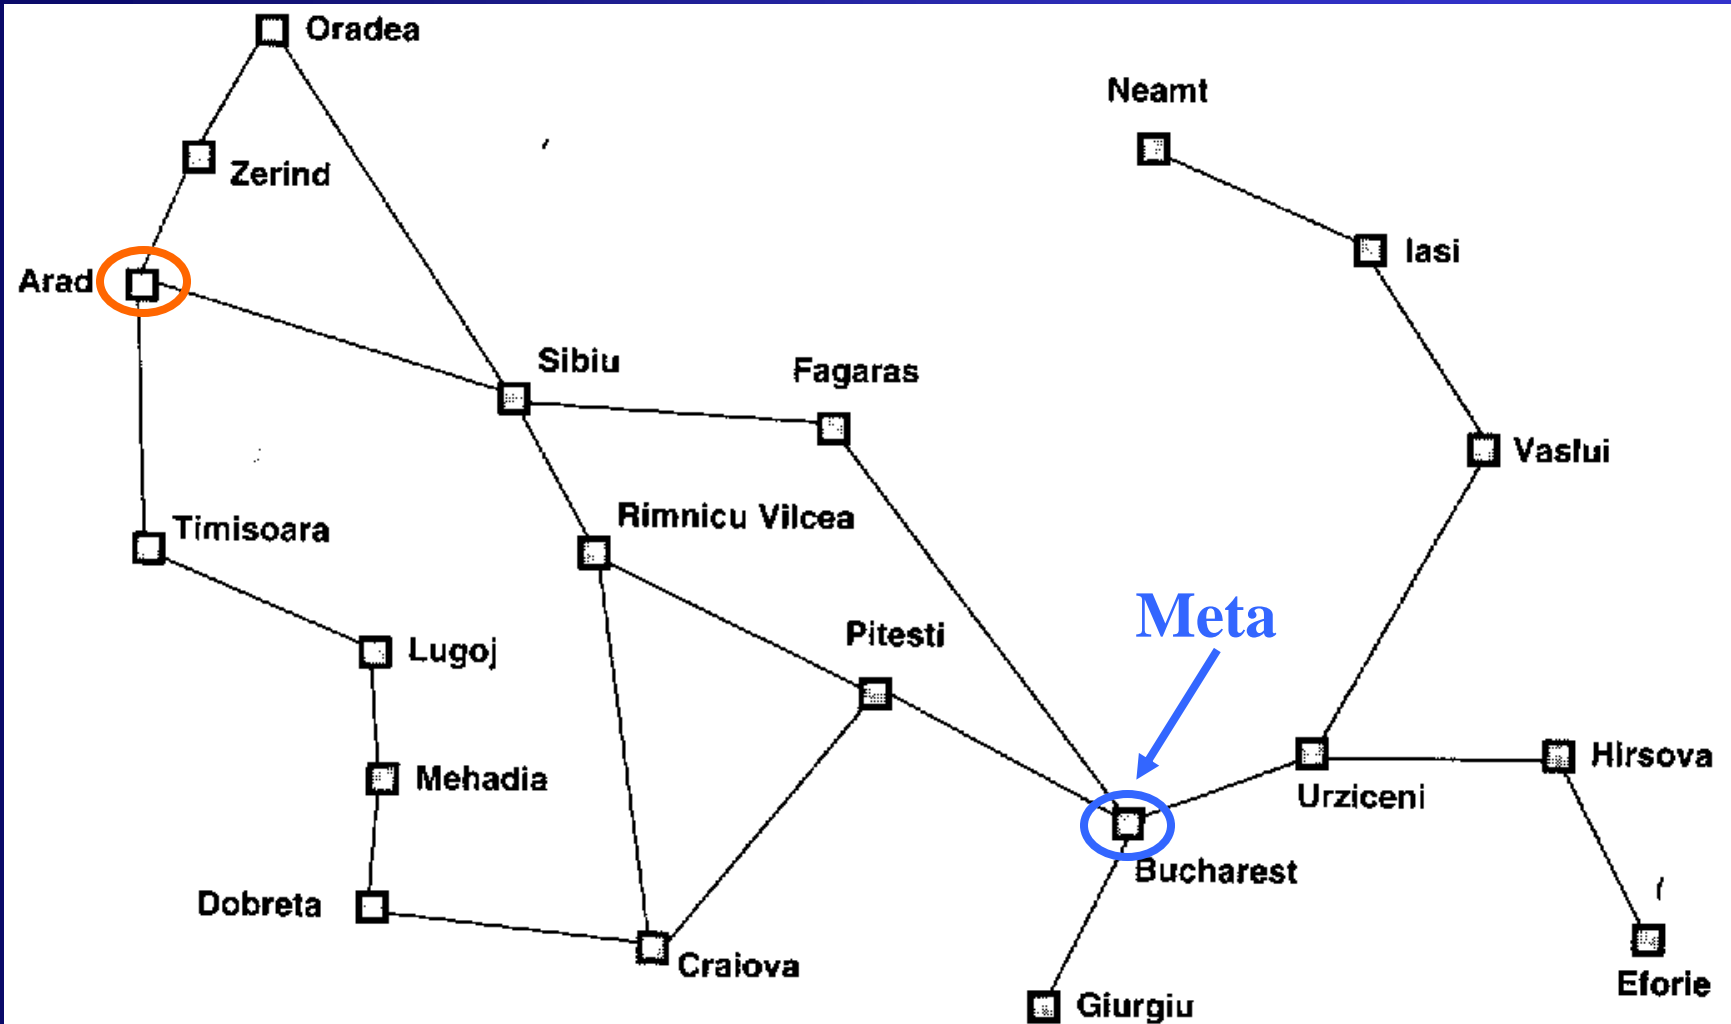 Oradea
Neamt
Zerind
Iasi
Arad
Sibiu
Fagaras
Vaslui
Rimnicu Vilcea
Timisoara
Meta
Pitesti
Lugoj
Hirsova
Mehadia
Urziceni
Bucharest
Dobreta
Craiova
Eforie
Giurgiu